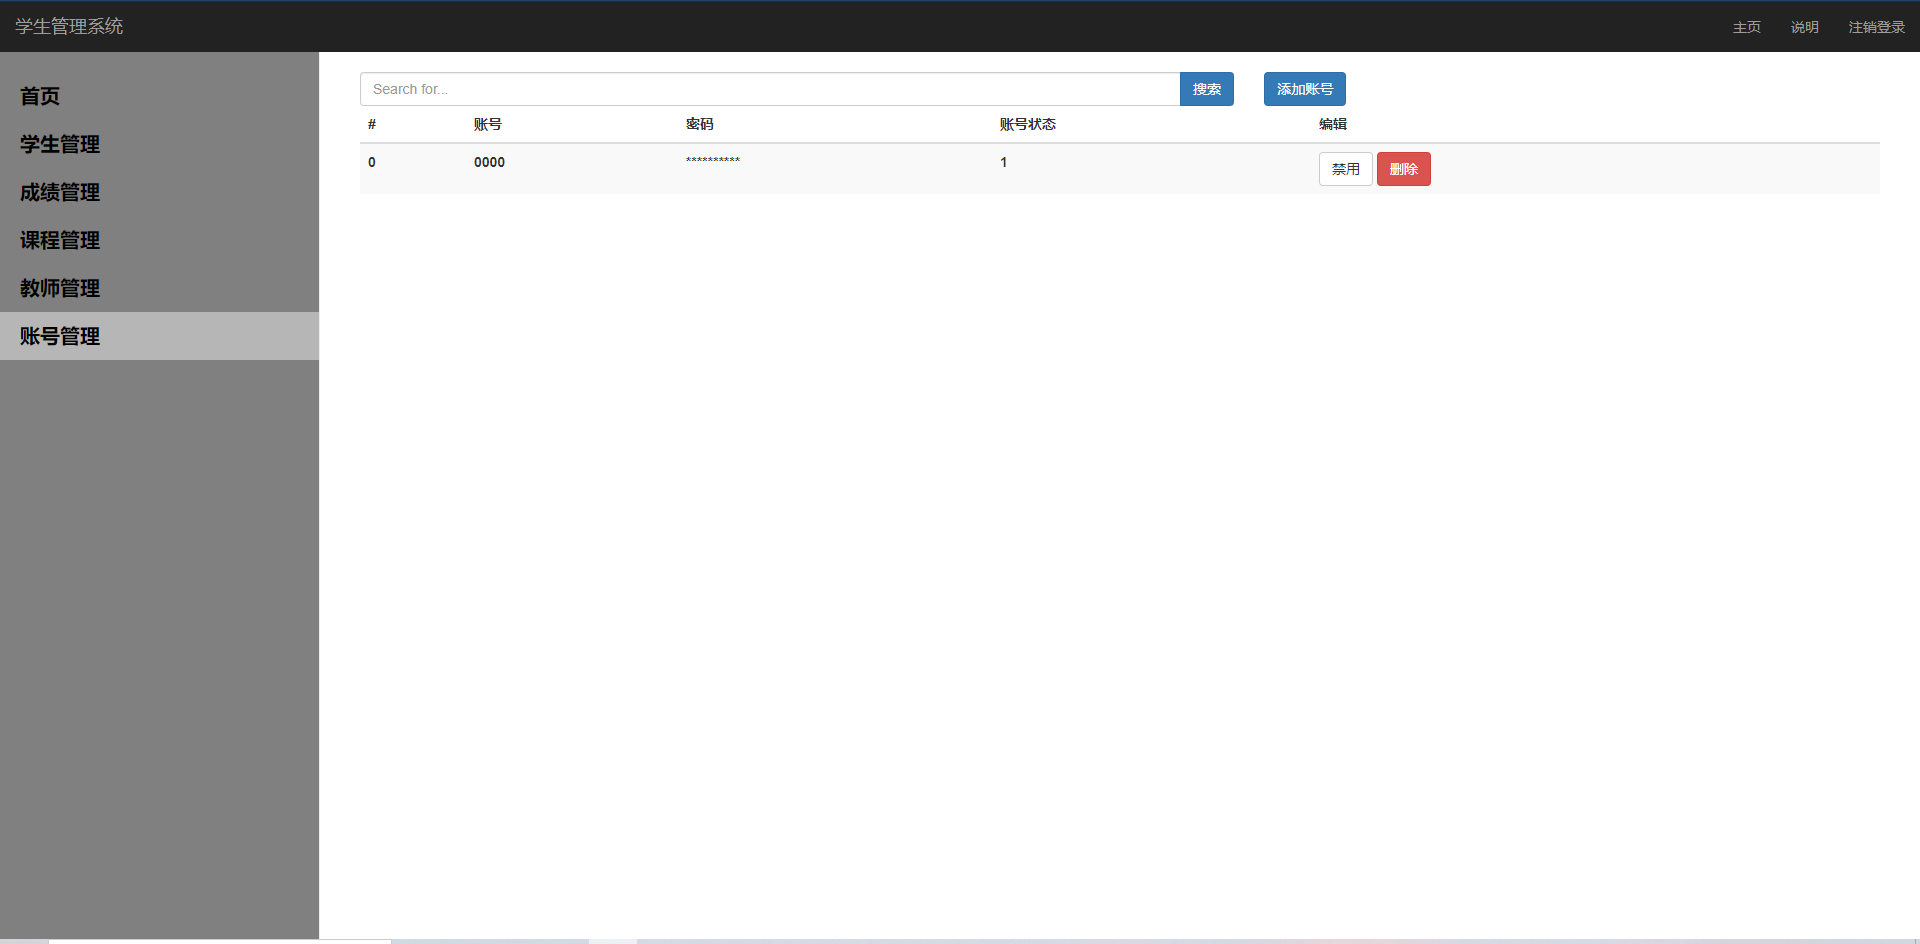 学生管理系统 主页 说明 注销登录
首页
学生管理
成绩管理
课程管理
教师管理
账号管理
Search for... 搜索 添加账号
# 账号 密码 账号状态 编辑
0 0000 ********** 1 禁用 删除